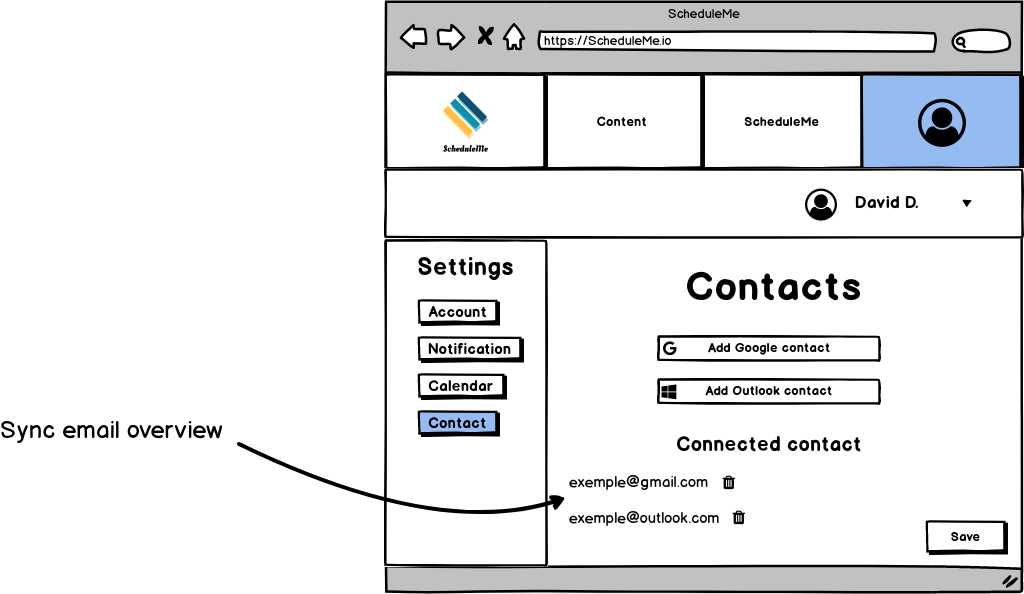 ScheduleMe
https://ScheduleMe.io
ScheduleMe
Content
ScheduleMe
David D.
Settings
Account
Notification
Calendar
Contact
Contacts
G Add Google contact
Add Outlook contact
Connected contact
exemple@gmail.com
exemple@outlook.com
Save
Sync email overview